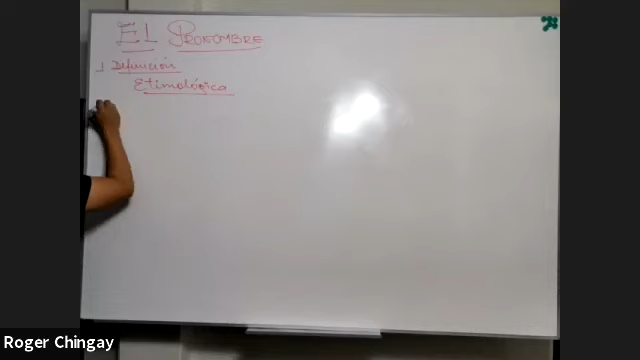 EL PRONOMBRE
1 Definición
Etimológica
Roger Chingay